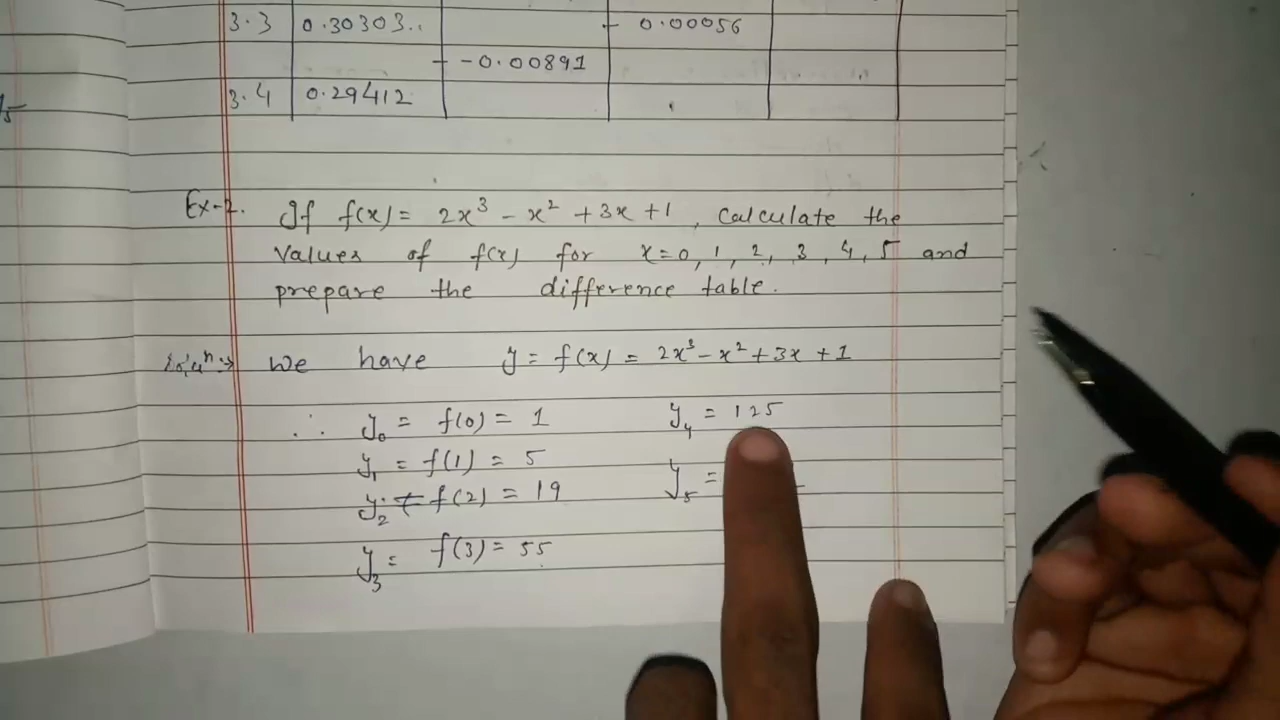 3.3 0.30303.. 0.00056
-0.00891
3.4 0.29412
Ex-2. If f(x) = 2x³ - x² + 3x + 1, calculate the
values of f(x) for x = 0, 1, 2, 3, 4, 5 and
prepare the difference table.
We have y = f(x) = 2x³ - x² + 3x + 1
∴ y₀ = f(0) = 1 y₄ = 125
y₁ = f(1) = 5 y₅ =
y₂ = f(2) = 19
y₃ = f(3) = 55